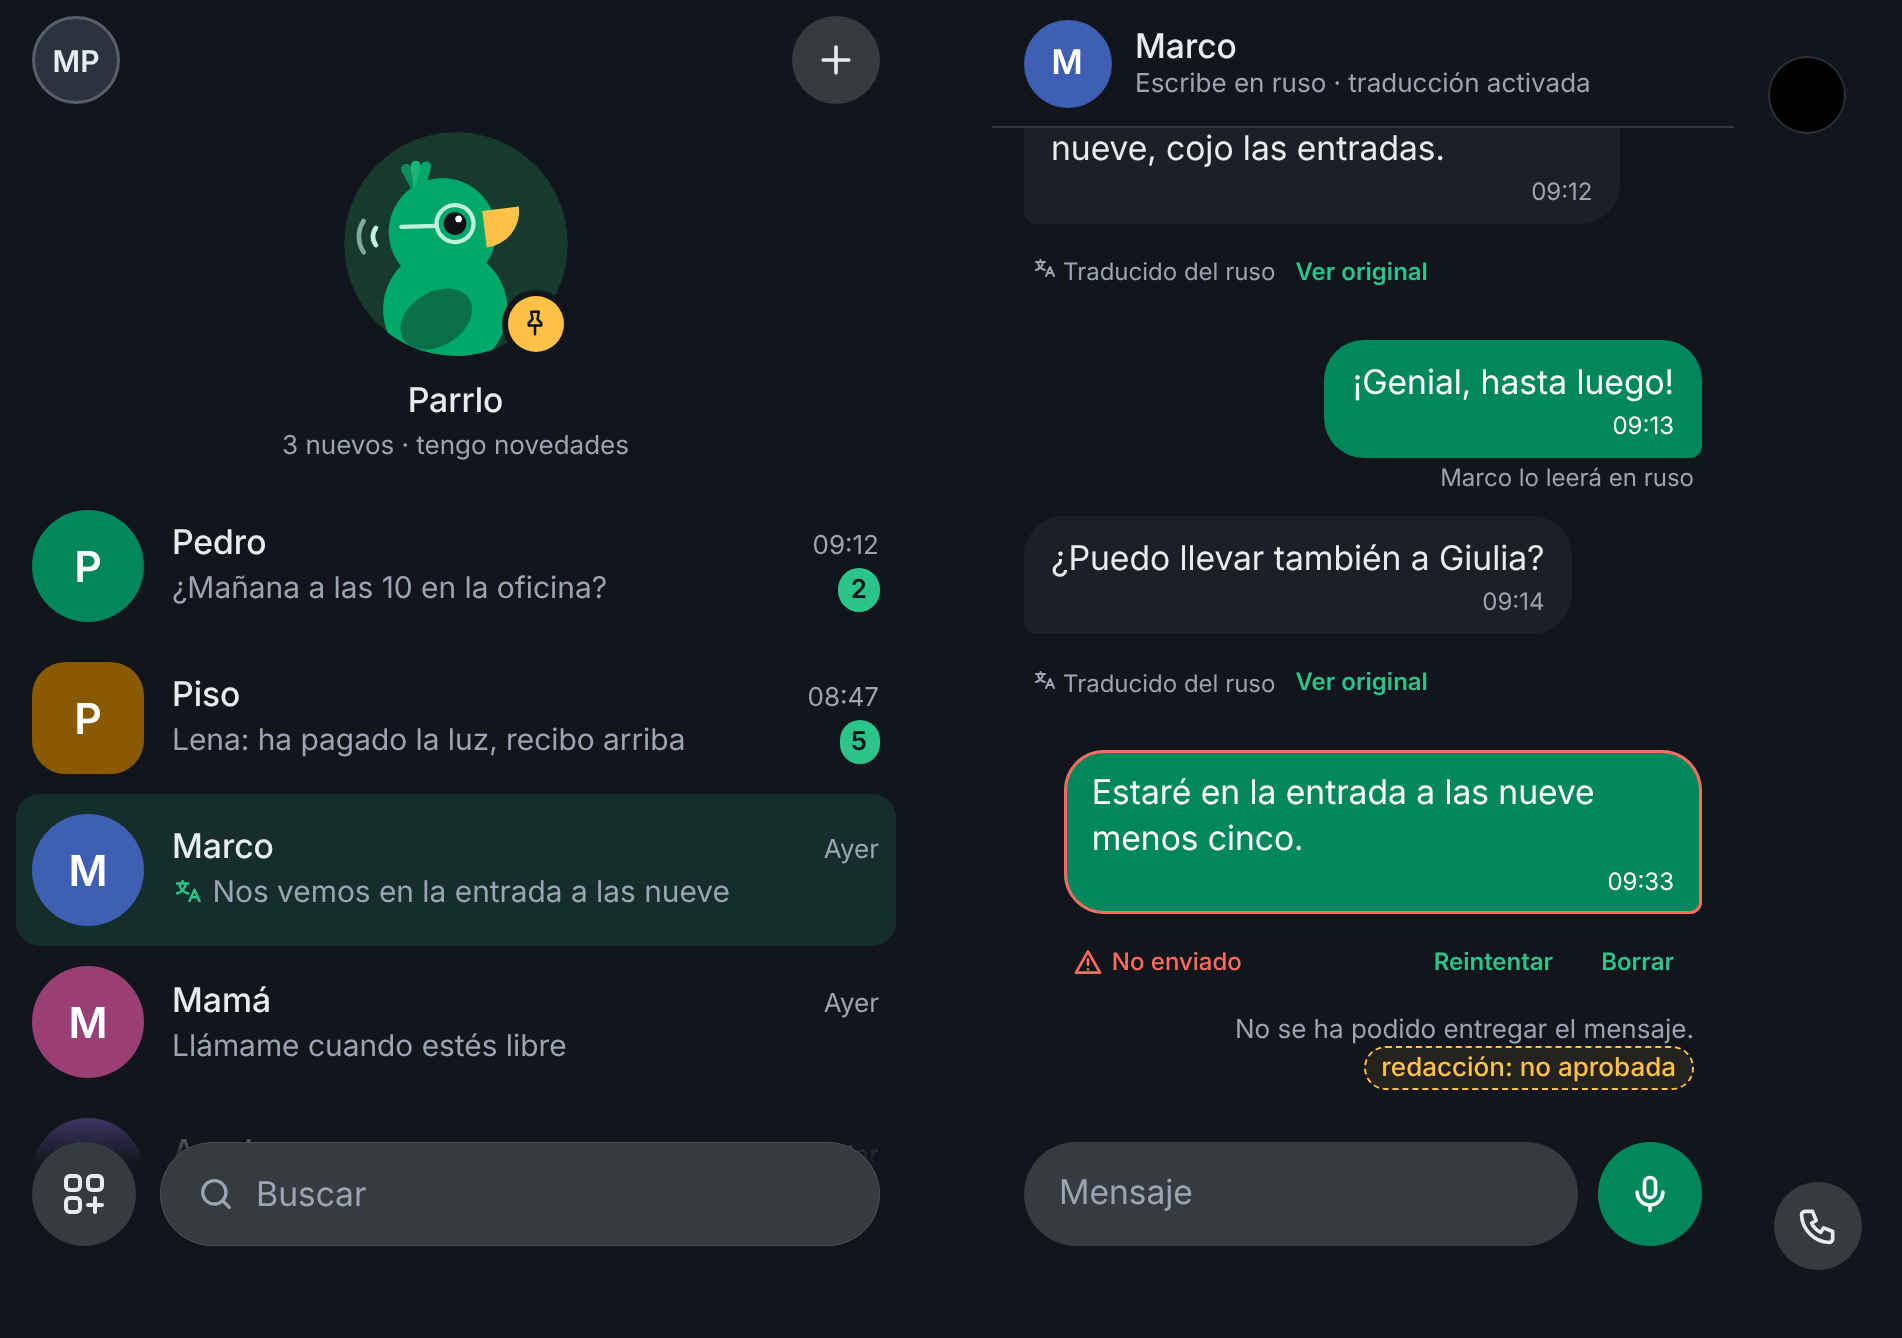 MP
Parrlo
3 nuevos · tengo novedades
P
Pedro
09:12
¿Mañana a las 10 en la oficina?
2
P
Piso
08:47
Lena: ha pagado la luz, recibo arriba
5
M
Marco
Ayer
Nos vemos en la entrada a las nueve
M
Mamá
Ayer
Llámame cuando estés libre
Buscar
M
Marco
Escribe en ruso · traducción activada
nueve, cojo las entradas.
09:12
Traducido del ruso Ver original
¡Genial, hasta luego!
09:13
Marco lo leerá en ruso
¿Puedo llevar también a Giulia?
09:14
Traducido del ruso Ver original
Estaré en la entrada a las nueve
menos cinco.
09:33
No enviado Reintentar Borrar
No se ha podido entregar el mensaje.
redacción: no aprobada
Mensaje